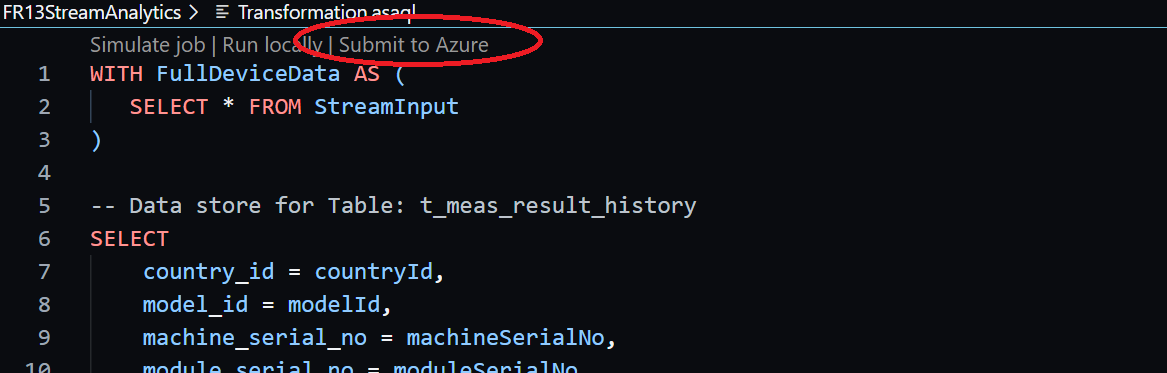 FR13StreamAnalytics > Transformation.asaql
Simulate job | Run locally | Submit to Azure
1 WITH FullDeviceData AS (
2 SELECT * FROM StreamInput
3 )
4
5 -- Data store for Table: t_meas_result_history
6 SELECT
7 country_id = countryId,
8 model_id = modelId,
9 machine_serial_no = machineSerialNo,
10 module_serial_no = moduleSerialNo